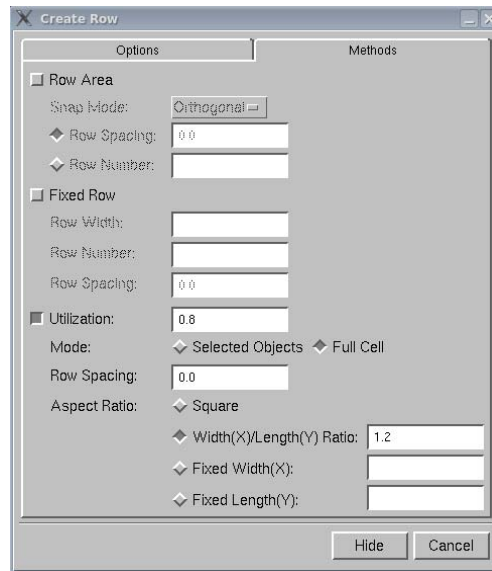 Create Row
Options Methods
Row Area
Snap Mode: Orthogonal
Row Spacing: 0.0
Row Number:
Fixed Row
Row Width:
Row Number:
Row Spacing: 0.0
Utilization: 0.8
Mode: Selected Objects Full Cell
Row Spacing: 0.0
Aspect Ratio: Square
Width(X)/Length(Y) Ratio: 1.2
Fixed Width(X):
Fixed Length(Y):
Hide Cancel